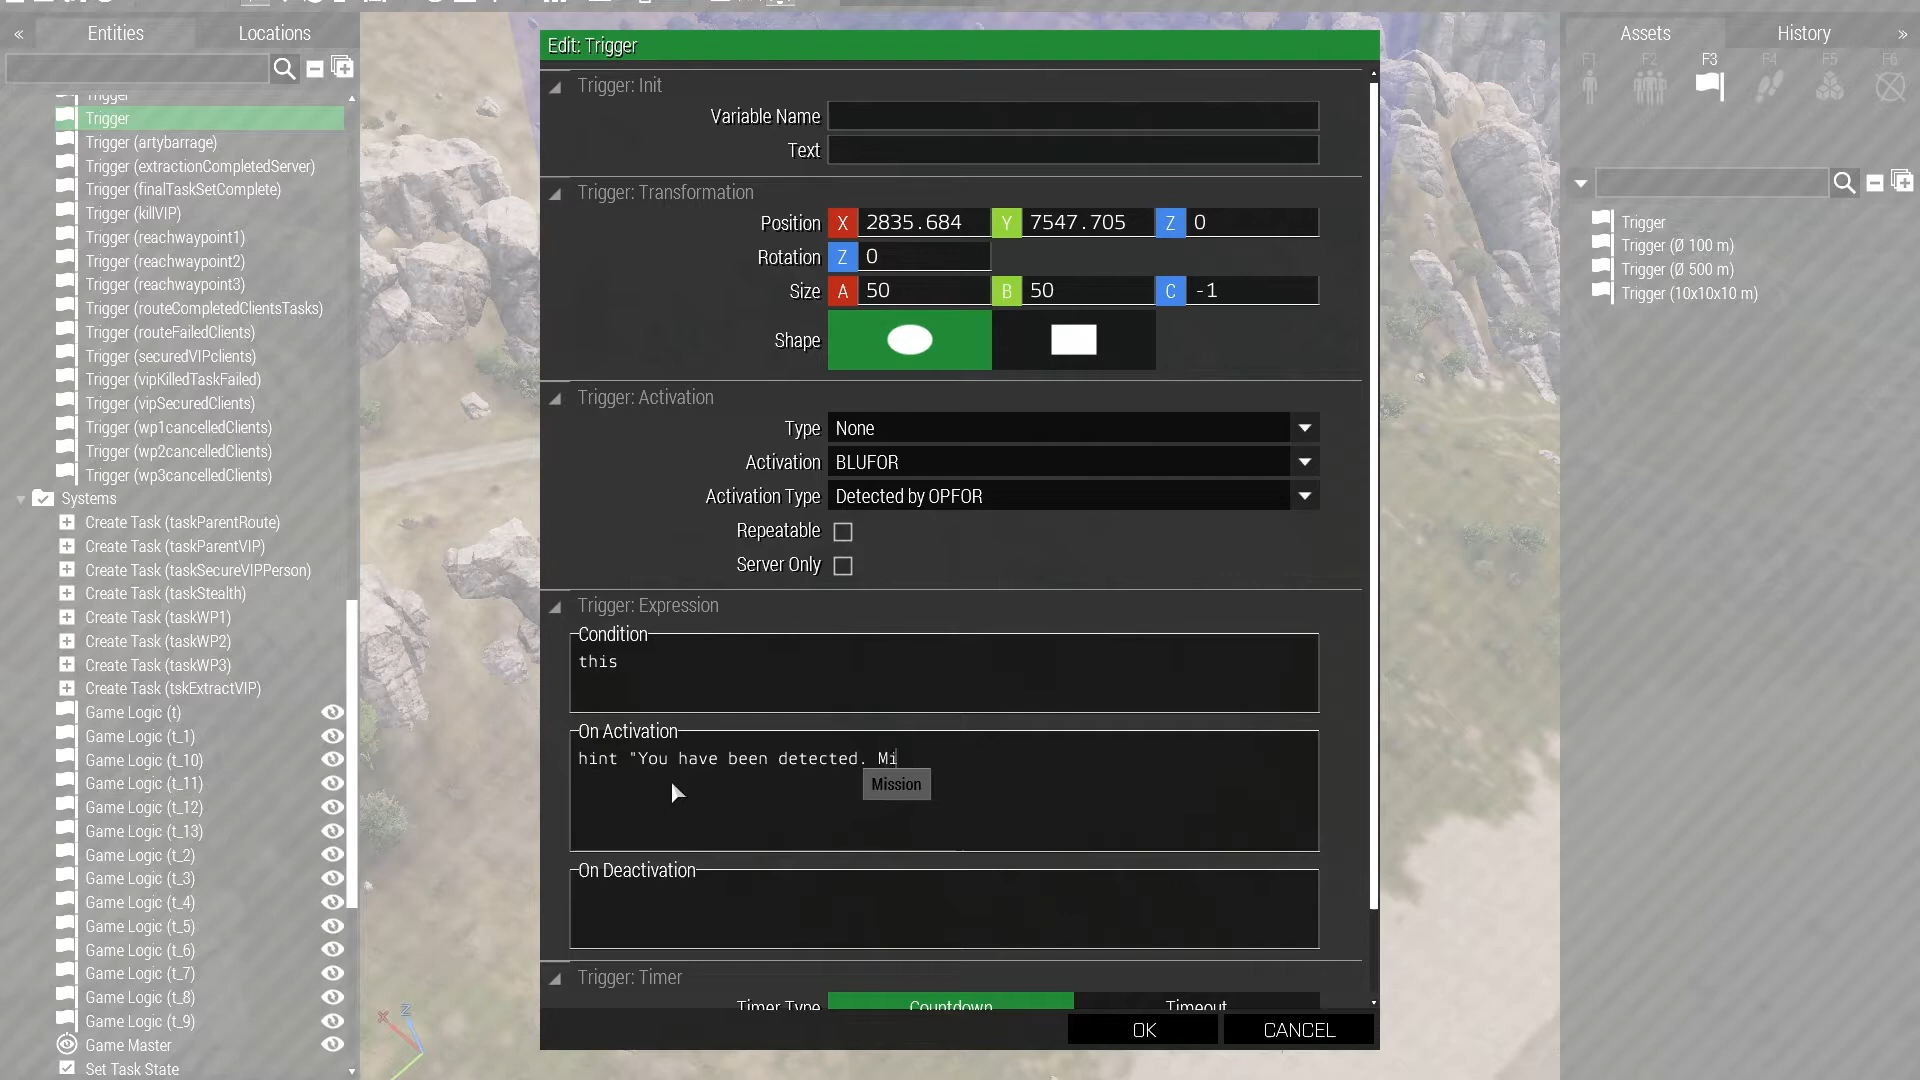 « Entities Locations
Trigger
Trigger
Trigger (artybarrage)
Trigger (extractionCompletedServer)
Trigger (finalTaskSetComplete)
Trigger (killVIP)
Trigger (reachwaypoint1)
Trigger (reachwaypoint2)
Trigger (reachwaypoint3)
Trigger (routeCompletedClientsTasks)
Trigger (routeFailedClients)
Trigger (securedVIPclients)
Trigger (vipKilledTaskFailed)
Trigger (vipSecuredClients)
Trigger (wp1cancelledClients)
Trigger (wp2cancelledClients)
Trigger (wp3cancelledClients)
Systems
Create Task (taskParentRoute)
Create Task (taskParentVIP)
Create Task (taskSecureVIPPerson)
Create Task (taskStealth)
Create Task (taskWP1)
Create Task (taskWP2)
Create Task (taskWP3)
Create Task (tskExtractVIP)
Game Logic (t)
Game Logic (t_1)
Game Logic (t_10)
Game Logic (t_11)
Game Logic (t_12)
Game Logic (t_13)
Game Logic (t_2)
Game Logic (t_3)
Game Logic (t_4)
Game Logic (t_5)
Game Logic (t_6)
Game Logic (t_7)
Game Logic (t_8)
Game Logic (t_9)
Game Master
Set Task State
X Z
Edit: Trigger
Trigger: Init
Variable Name
Text
Trigger: Transformation
Position X 2835.684 Y 7547.705 Z 0
Rotation Z 0
Size A 50 B 50 C -1
Shape
Trigger: Activation
Type None
Activation BLUFOR
Activation Type Detected by OPFOR
Repeatable
Server Only
Trigger: Expression
Condition
this
On Activation
hint "You have been detected. Mi
Mission
On Deactivation
Trigger: Timer
Timer Type Countdown Timeout
OK CANCEL
Assets History »
F1 F2 F3 F4 F5 F6
Trigger
Trigger (Ø 100 m)
Trigger (Ø 500 m)
Trigger (10x10x10 m)